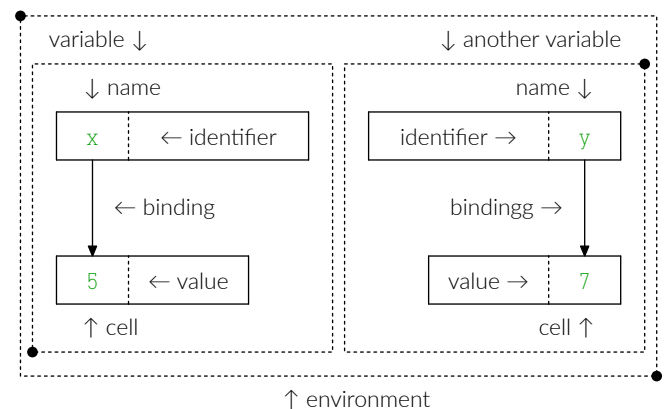 variable ↓ ↓ another variable
↓ name name ↓
x ← identifier identifier → y
← binding bindingg →
5 ← value value → 7
↑ cell cell ↑
↑ environment